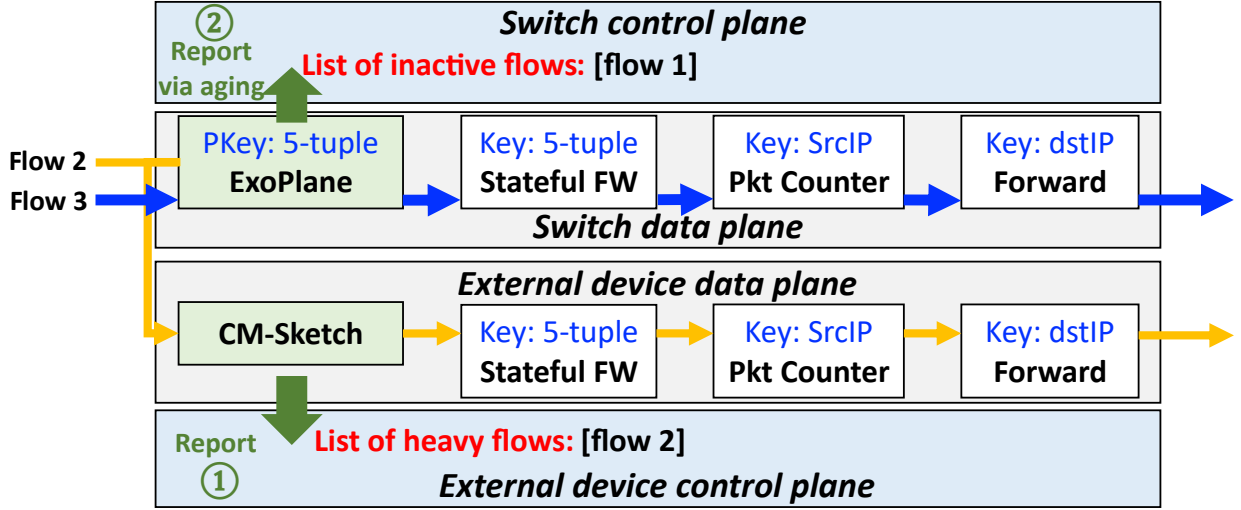 ②
Switch control plane
Report
via aging
List of inactive flows: [flow 1]
PKey: 5-tuple
ExoPlane
Key: 5-tuple
Stateful FW
Key: SrcIP
Pkt Counter
Key: dstIP
Forward
Flow 2
Flow 3
Switch data plane
External device data plane
CM-Sketch
Key: 5-tuple
Stateful FW
Key: SrcIP
Pkt Counter
Key: dstIP
Forward
Report
①
List of heavy flows: [flow 2]
External device control plane